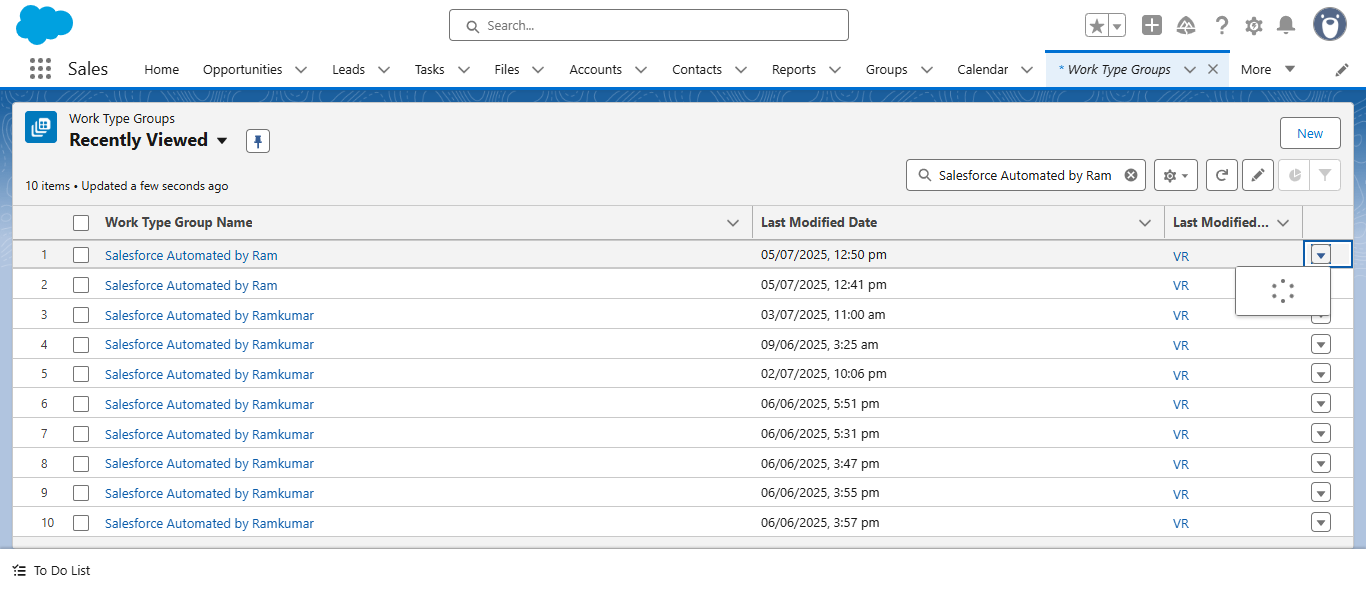 Search...
Sales
Home
Opportunities
Leads
Tasks
Files
Accounts
Contacts
Reports
Groups
Calendar
* Work Type Groups
More
Work Type Groups
Recently Viewed
New
10 items • Updated a few seconds ago
Salesforce Automated by Ram
Work Type Group Name Last Modified Date Last Modified...
1 Salesforce Automated by Ram 05/07/2025, 12:50 pm VR
2 Salesforce Automated by Ram 05/07/2025, 12:41 pm VR
3 Salesforce Automated by Ramkumar 03/07/2025, 11:00 am VR
4 Salesforce Automated by Ramkumar 09/06/2025, 3:25 am VR
5 Salesforce Automated by Ramkumar 02/07/2025, 10:06 pm VR
6 Salesforce Automated by Ramkumar 06/06/2025, 5:51 pm VR
7 Salesforce Automated by Ramkumar 06/06/2025, 5:31 pm VR
8 Salesforce Automated by Ramkumar 06/06/2025, 3:47 pm VR
9 Salesforce Automated by Ramkumar 06/06/2025, 3:55 pm VR
10 Salesforce Automated by Ramkumar 06/06/2025, 3:57 pm VR
To Do List